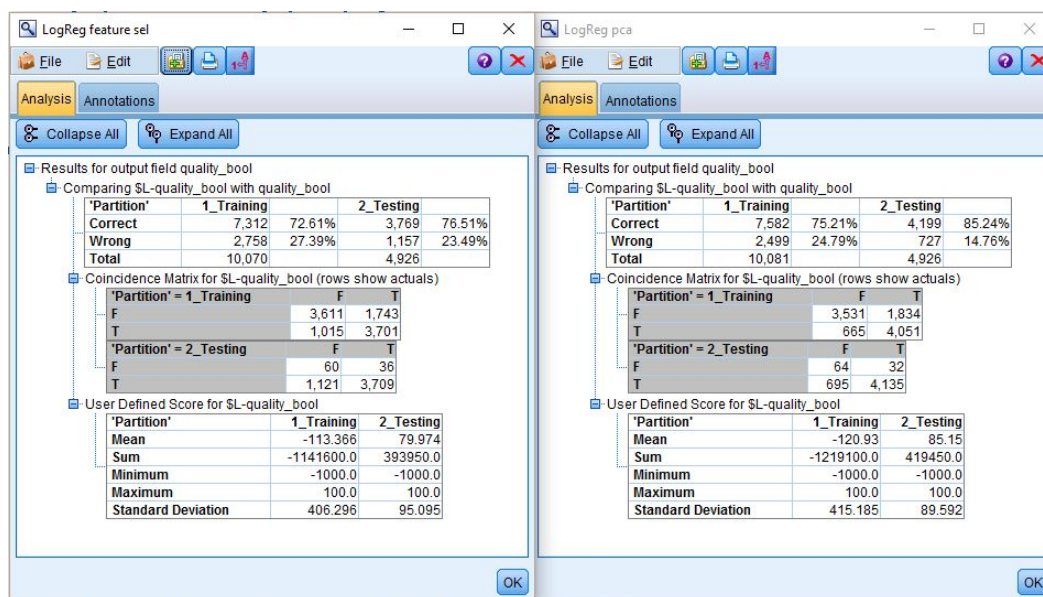 LogReg feature sel
File Edit
Analysis Annotations
Collapse All Expand All
Results for output field quality_bool
Comparing $L-quality_bool with quality_bool
'Partition' 1_Training 2_Testing
Correct 7,312 72.61% 3,769 76.51%
Wrong 2,758 27.39% 1,157 23.49%
Total 10,070 4,926
Coincidence Matrix for $L-quality_bool (rows show actuals)
'Partition' = 1_Training F T
F 3,611 1,743
T 1,015 3,701
'Partition' = 2_Testing F T
F 60 36
T 1,121 3,709
User Defined Score for $L-quality_bool
'Partition' 1_Training 2_Testing
Mean -113.366 79.974
Sum -1141600.0 393950.0
Minimum -1000.0 -1000.0
Maximum 100.0 100.0
Standard Deviation 406.296 95.095
OK
LogReg pca
File Edit
Analysis Annotations
Collapse All Expand All
Results for output field quality_bool
Comparing $L-quality_bool with quality_bool
'Partition' 1_Training 2_Testing
Correct 7,582 75.21% 4,199 85.24%
Wrong 2,499 24.79% 727 14.76%
Total 10,081 4,926
Coincidence Matrix for $L-quality_bool (rows show actuals)
'Partition' = 1_Training F T
F 3,531 1,834
T 665 4,051
'Partition' = 2_Testing F T
F 64 32
T 695 4,135
User Defined Score for $L-quality_bool
'Partition' 1_Training 2_Testing
Mean -120.93 85.15
Sum -1219100.0 419450.0
Minimum -1000.0 -1000.0
Maximum 100.0 100.0
Standard Deviation 415.185 89.592
OK